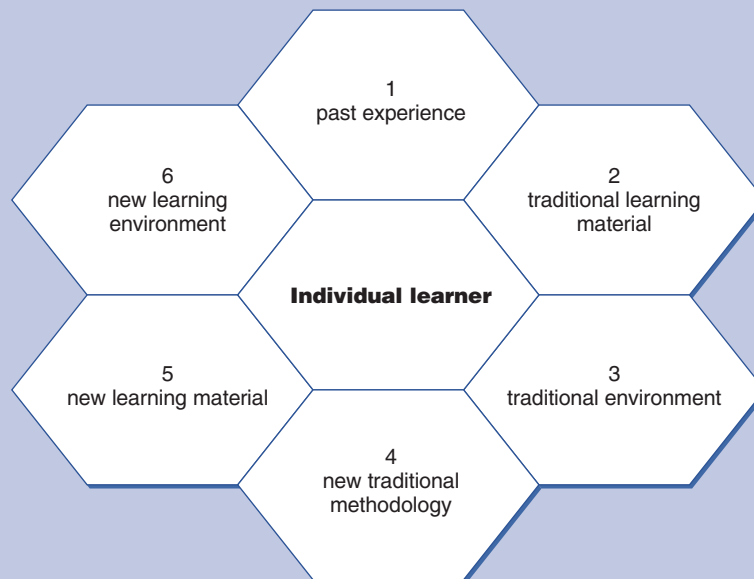 1
past experience
2
traditional learning
material
3
traditional environment
4
new traditional
methodology
5
new learning material
6
new learning
environment
Individual learner